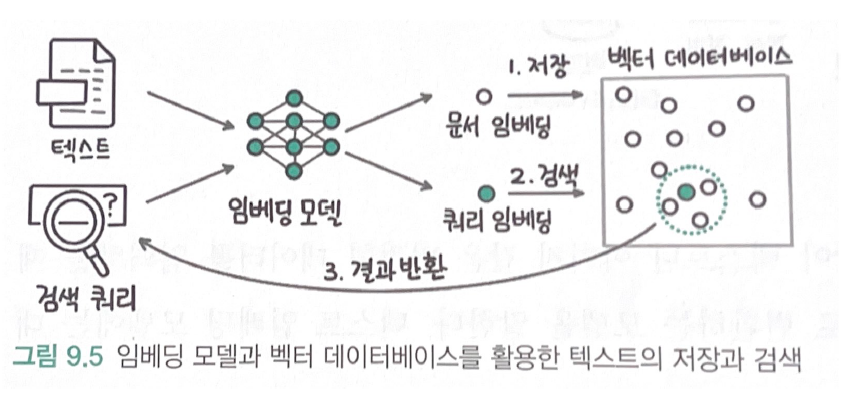 1. 저장
벡터 데이터베이스
문서 임베딩
텍스트
임베딩 모델
2. 검색
쿼리 임베딩
?
3. 결과 반환
검색 쿼리
그림 9.5 임베딩 모델과 벡터 데이터베이스를 활용한 텍스트의 저장과 검색